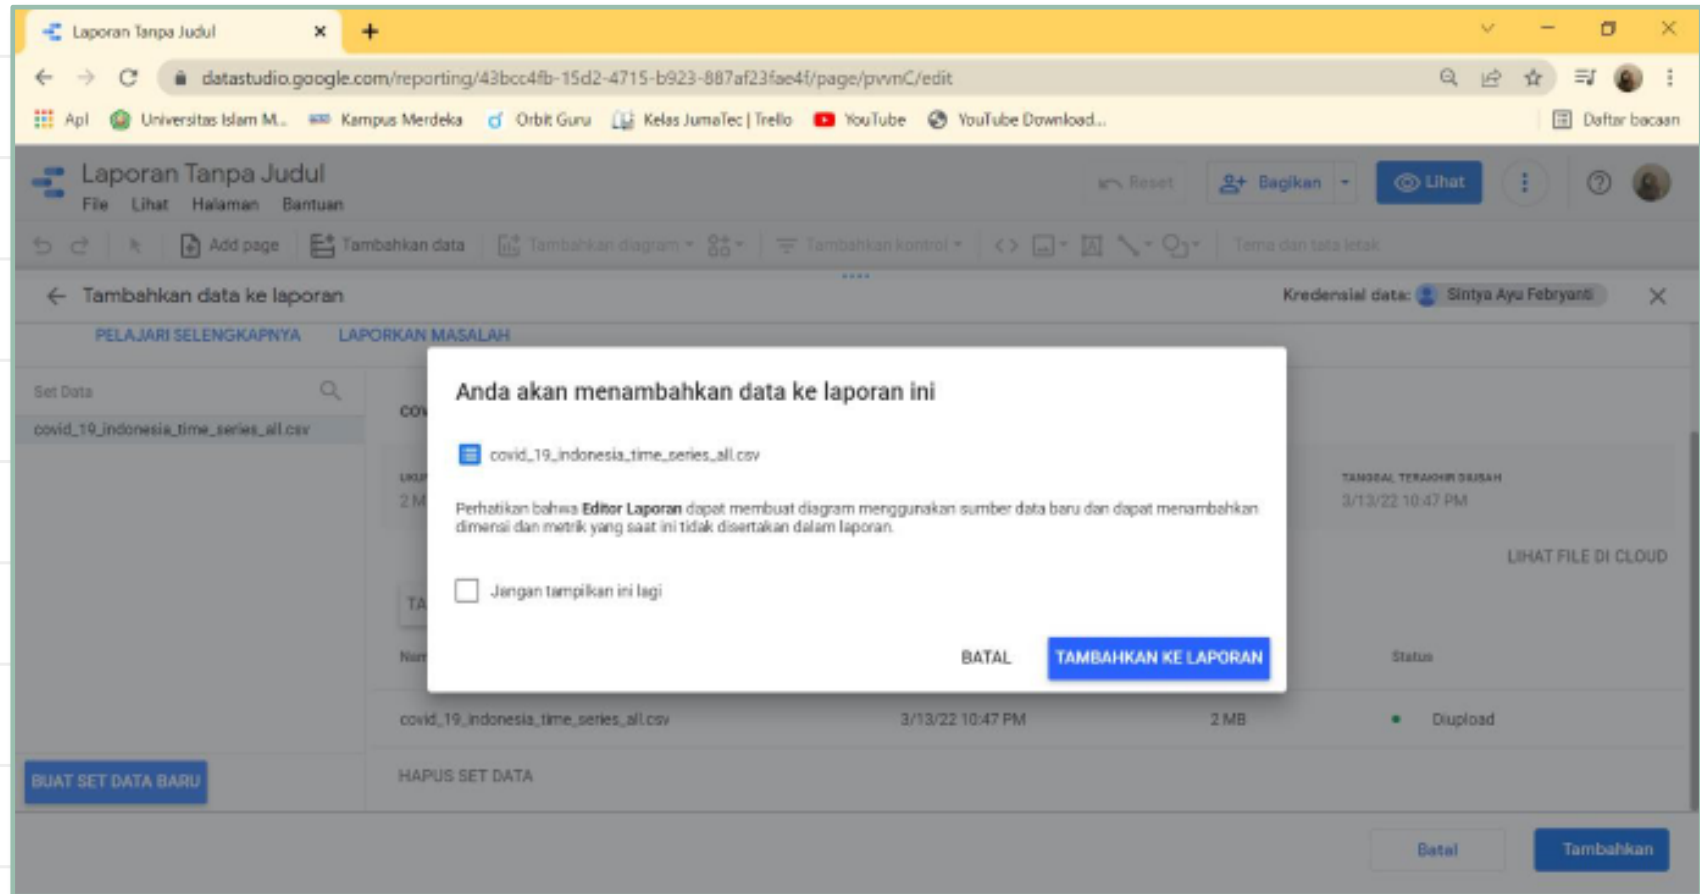 Laporan Tanpa Judul
datastudio.google.com/reporting/43bcc4fb-15d2-4715-b923-887af23fae4f/page/pvvnC/edit
Apl Universitas Islam M... Kampus Merdeka Orbit Guru Kelas JumaTec | Trello YouTube YouTube Download... Daftar bacaan
Laporan Tanpa Judul
Reset Bagikan Lihat
File Lihat Halaman Bantuan
Add page Tambahkan data Tambahkan diagram Tambahkan kontrol Tema dan tata letak
Tambahkan data ke laporan Kredensial data: Sintya Ayu Febryanti
PELAJARI SELENGKAPNYA LAPORKAN MASALAH
Set Data
covid_19_indonesia_time_series_all.csv
Anda akan menambahkan data ke laporan ini
covid_19_indonesia_time_series_all.csv
Perhatikan bahwa Editor Laporan dapat membuat diagram menggunakan sumber data baru dan dapat menambahkan
dimensi dan metrik yang saat ini tidak disertakan dalam laporan.
Jangan tampilkan ini lagi
BATAL TAMBAHKAN KE LAPORAN
TANGGAL TERAKHIR DIUBAH
3/13/22 10:47 PM
LIHAT FILE DI CLOUD
Status
covid_19_indonesia_time_series_all.csv 3/13/22 10:47 PM 2 MB Diupload
BUAT SET DATA BARU
HAPUS SET DATA
Batal Tambahkan